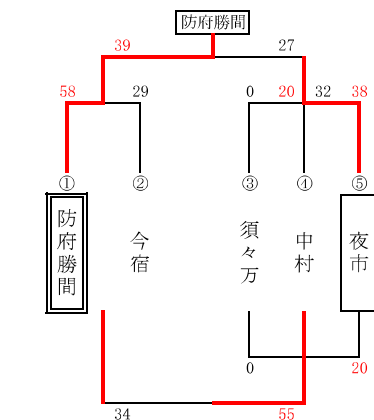 防府勝間
39 27
58 29 0 20 32 38
① ② ③ ④ ⑤
防府勝間
今宿
須々万
中村
夜市
0 20
34 55